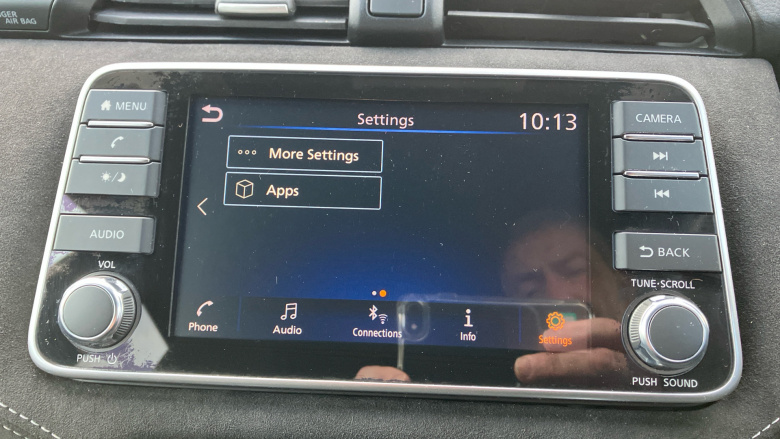 AIR BAG
MENU
AUDIO
VOL
PUSH
Settings
10:13
More Settings
Apps
Phone
Audio
Connections
Info
Settings
CAMERA
BACK
TUNE·SCROLL
PUSH SOUND